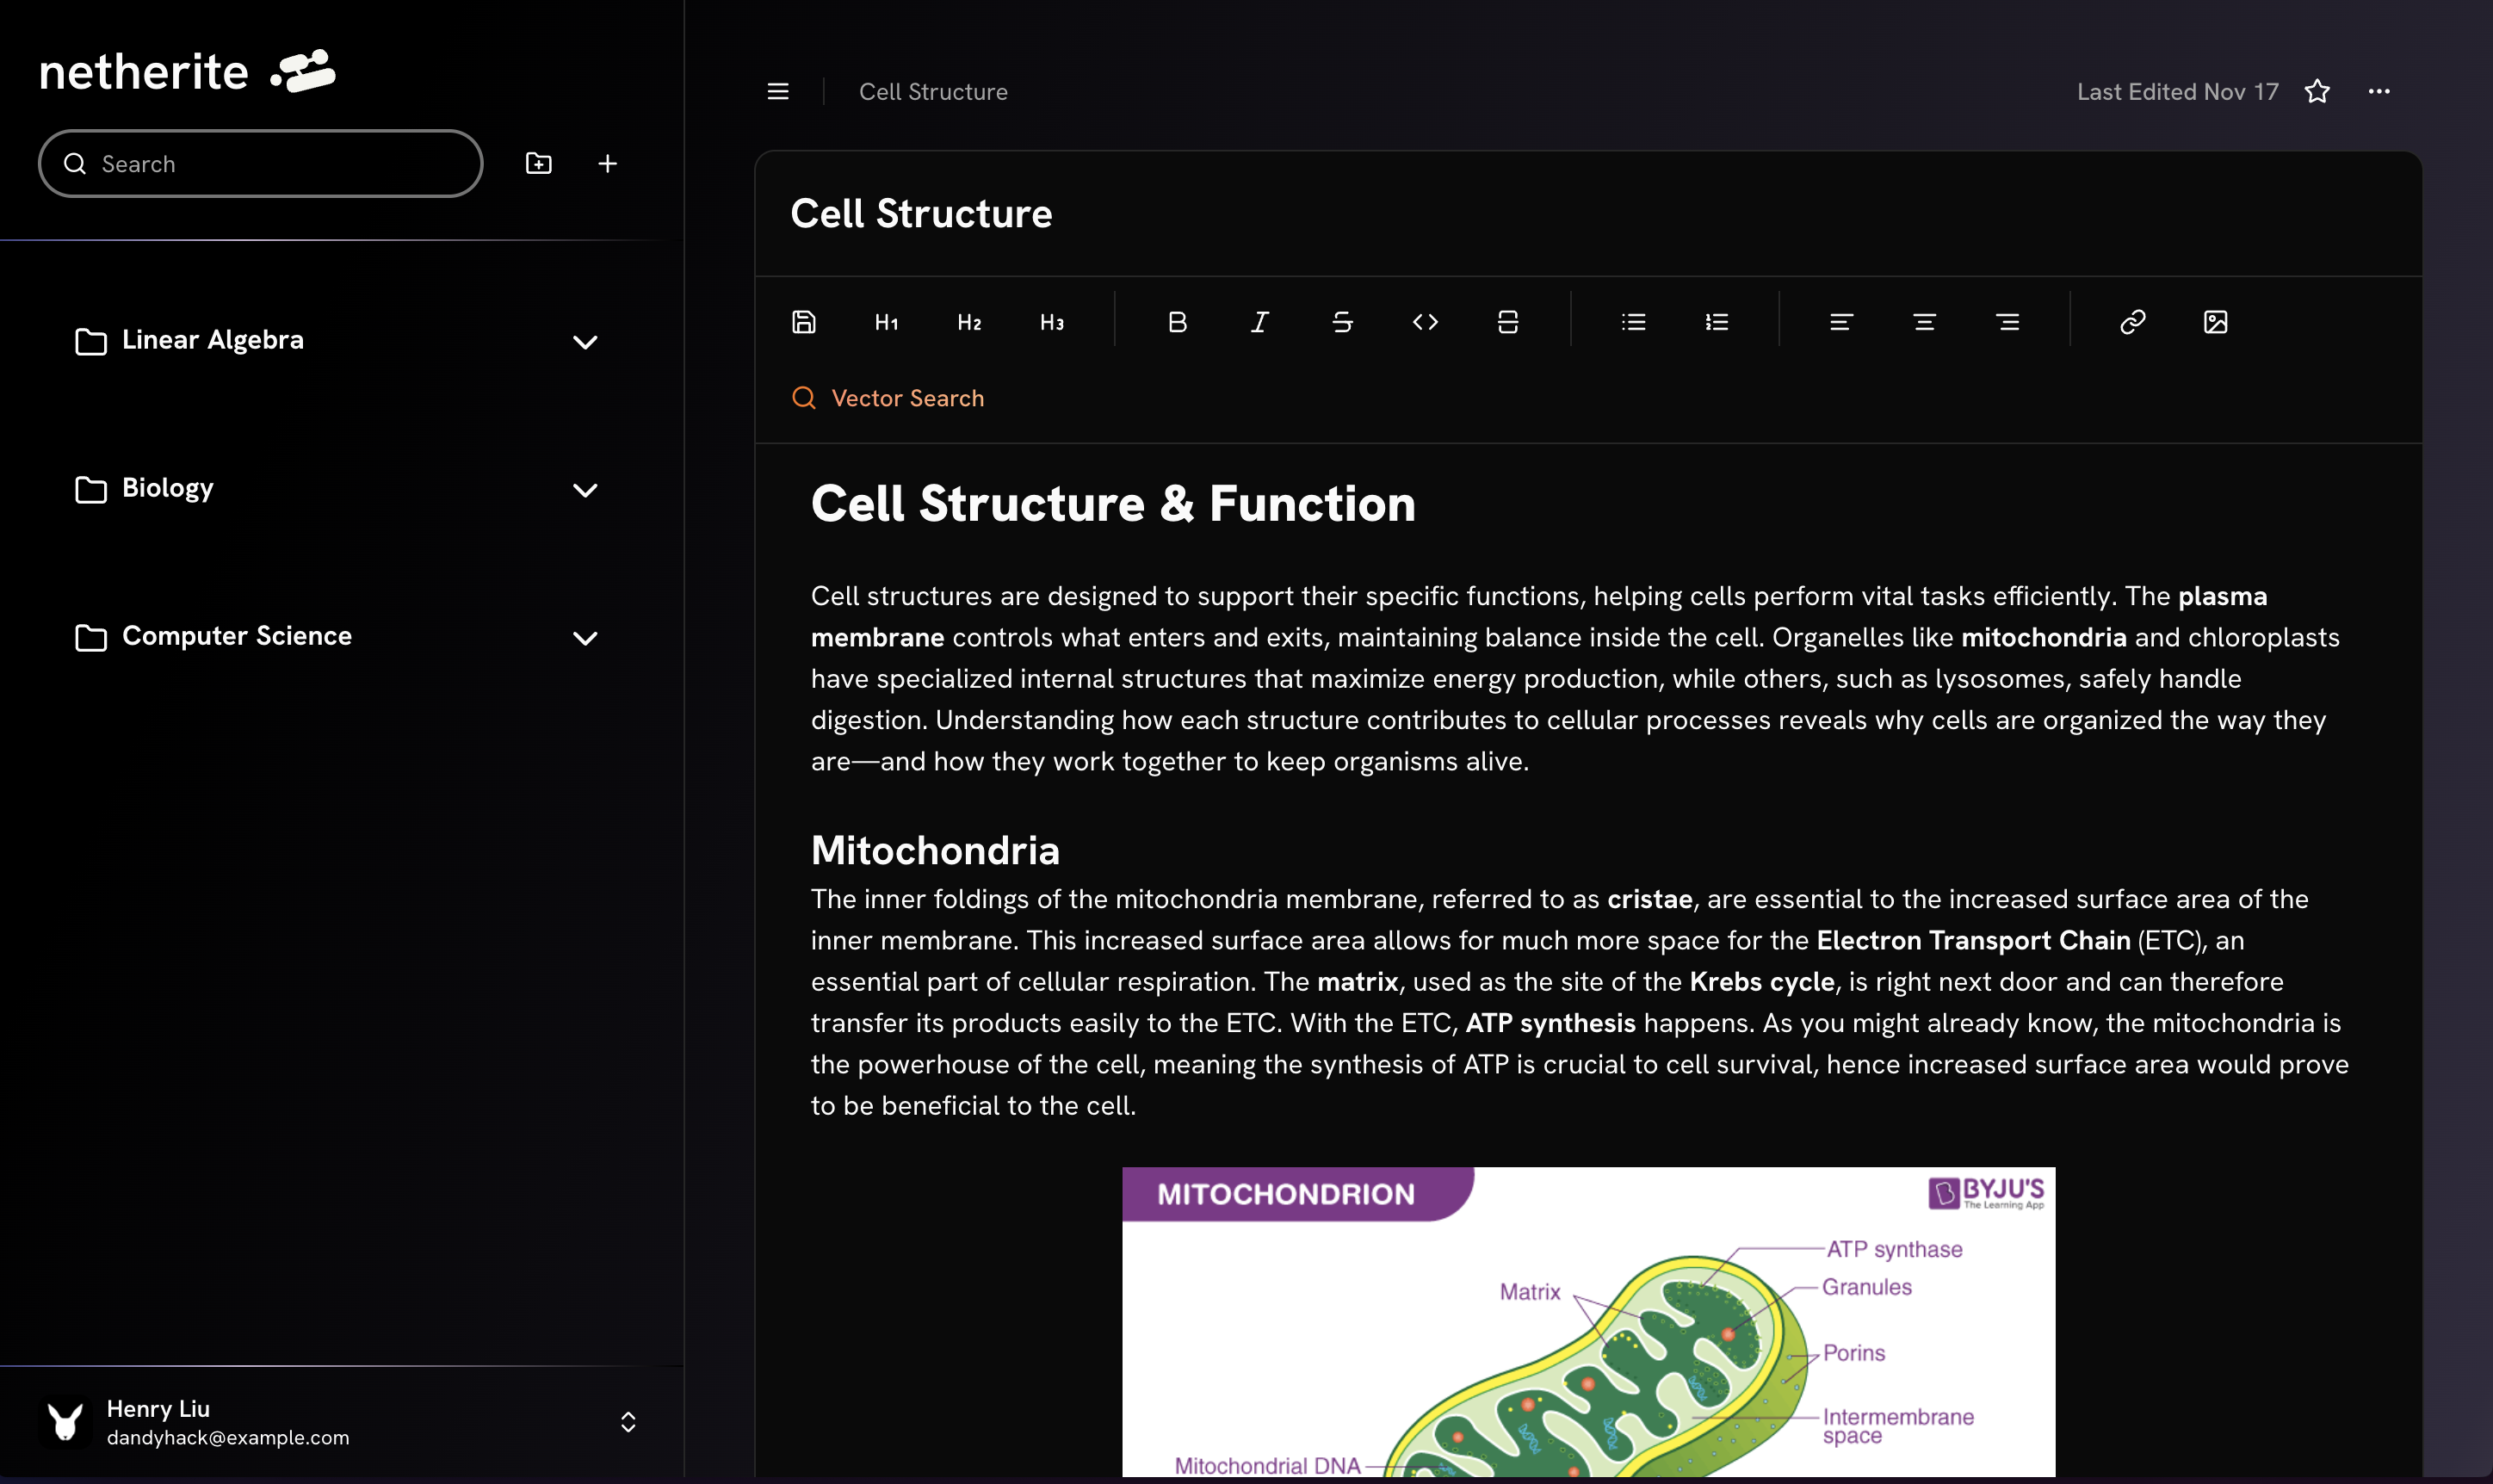 netherite
Search
Linear Algebra
Biology
Computer Science
Henry Liu
dandyhack@example.com
Cell Structure
Last Edited Nov 17
Cell Structure
H1 H2 H3
Vector Search
Cell Structure & Function
Cell structures are designed to support their specific functions, helping cells perform vital tasks efficiently. The plasma
membrane controls what enters and exits, maintaining balance inside the cell. Organelles like mitochondria and chloroplasts
have specialized internal structures that maximize energy production, while others, such as lysosomes, safely handle
digestion. Understanding how each structure contributes to cellular processes reveals why cells are organized the way they
are—and how they work together to keep organisms alive.
Mitochondria
The inner foldings of the mitochondria membrane, referred to as cristae, are essential to the increased surface area of the
inner membrane. This increased surface area allows for much more space for the Electron Transport Chain (ETC), an
essential part of cellular respiration. The matrix, used as the site of the Krebs cycle, is right next door and can therefore
transfer its products easily to the ETC. With the ETC, ATP synthesis happens. As you might already know, the mitochondria is
the powerhouse of the cell, meaning the synthesis of ATP is crucial to cell survival, hence increased surface area would prove
to be beneficial to the cell.
MITOCHONDRION
BYJU'S
The Learning App
ATP synthase
Matrix
Granules
Porins
Intermembrane
space
Mitochondrial DNA